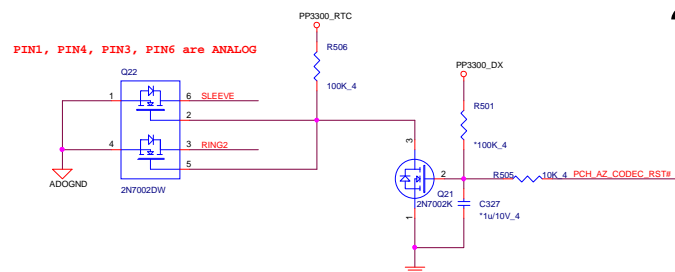 PP3300_RTC
PIN1, PIN4, PIN3, PIN6 are ANALOG
R506
PP3300_DX
Q22
100K_4
1
6
SLEEVE
2
R501
*100K_4
4
3
RING2
5
3
2
R505
10K_4
PCH_AZ_CODEC_RST#
ADOGND
2N7002DW
Q21
2N7002K
C327
1
*1u/10V_4